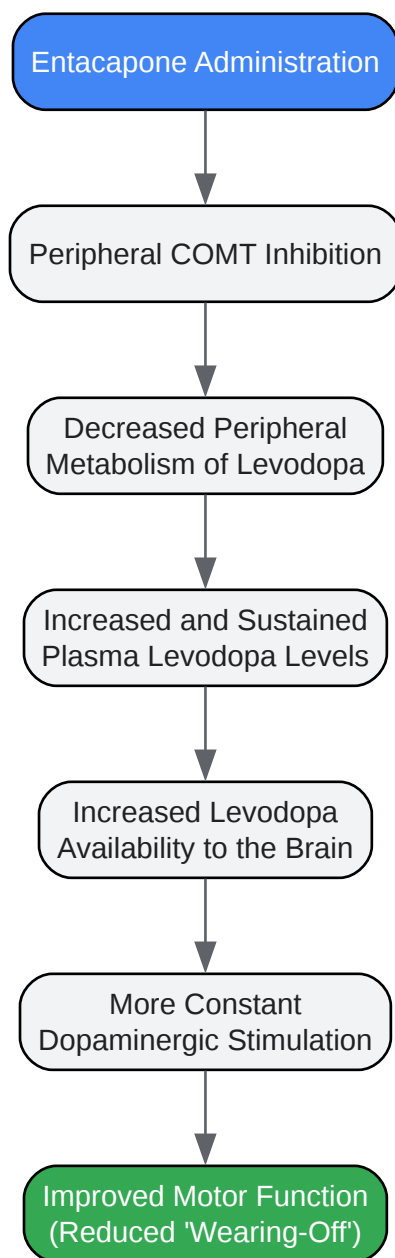 Entacapone Administration
Peripheral COMT Inhibition
Decreased Peripheral
Metabolism of Levodopa
Increased and Sustained
Plasma Levodopa Levels
Increased Levodopa
Availability to the Brain
More Constant
Dopaminergic Stimulation
Improved Motor Function
(Reduced 'Wearing-Off')